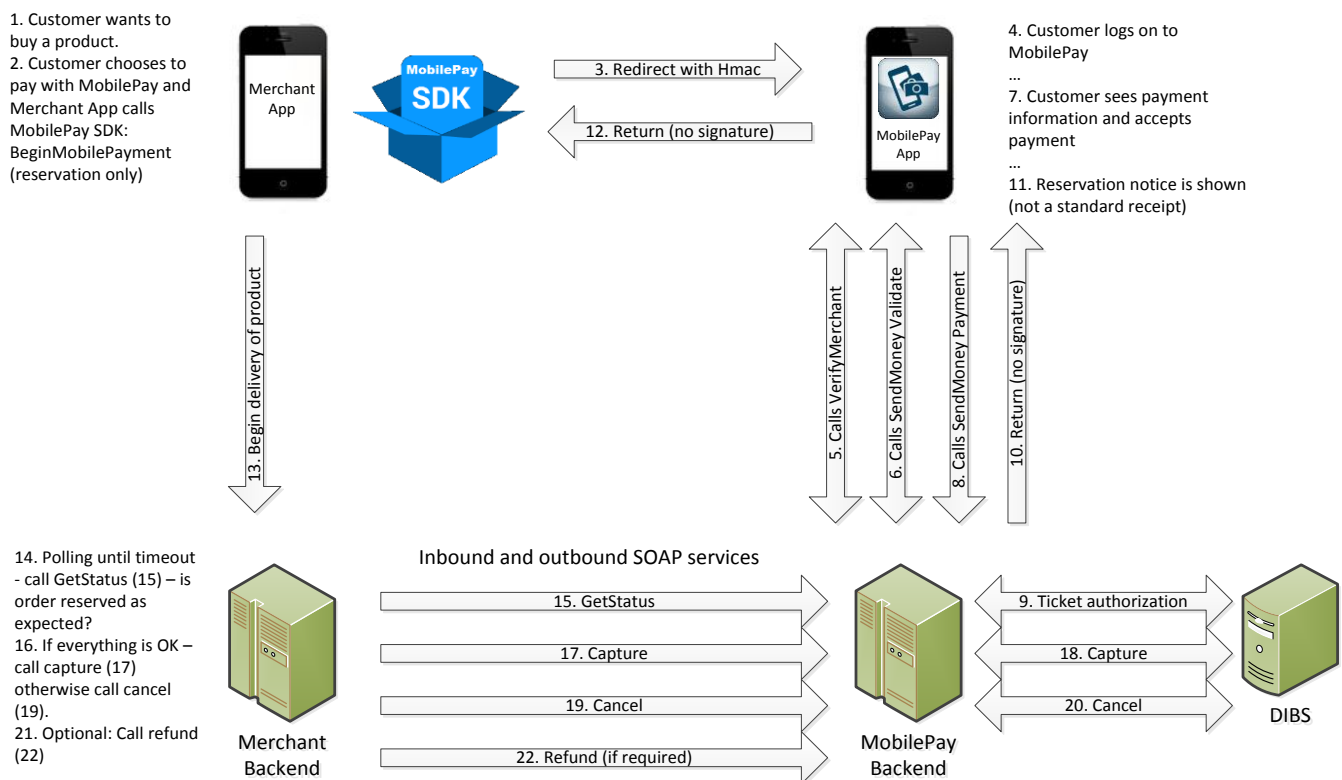 1. Customer wants to
buy a product.
2. Customer chooses to
pay with MobilePay and
Merchant App calls
MobilePay SDK:
BeginMobilePayment
(reservation only)
Merchant
App
MobilePay
SDK
3. Redirect with Hmac
12. Return (no signature)
MobilePay
App
4. Customer logs on to
MobilePay
...
7. Customer sees payment
information and accepts
payment
...
11. Reservation notice is shown
(not a standard receipt)
13. Begin delivery of product
5. Calls VerifyMerchant
6. Calls SendMoney Validate
8. Calls SendMoney Payment
10. Return (no signature)
14. Polling until timeout
- call GetStatus (15) – is
order reserved as
expected?
16. If everything is OK –
call capture (17)
otherwise call cancel
(19).
21. Optional: Call refund
(22)
Inbound and outbound SOAP services
15. GetStatus
17. Capture
19. Cancel
22. Refund (if required)
9. Ticket authorization
18. Capture
20. Cancel
Merchant
Backend
MobilePay
Backend
DIBS